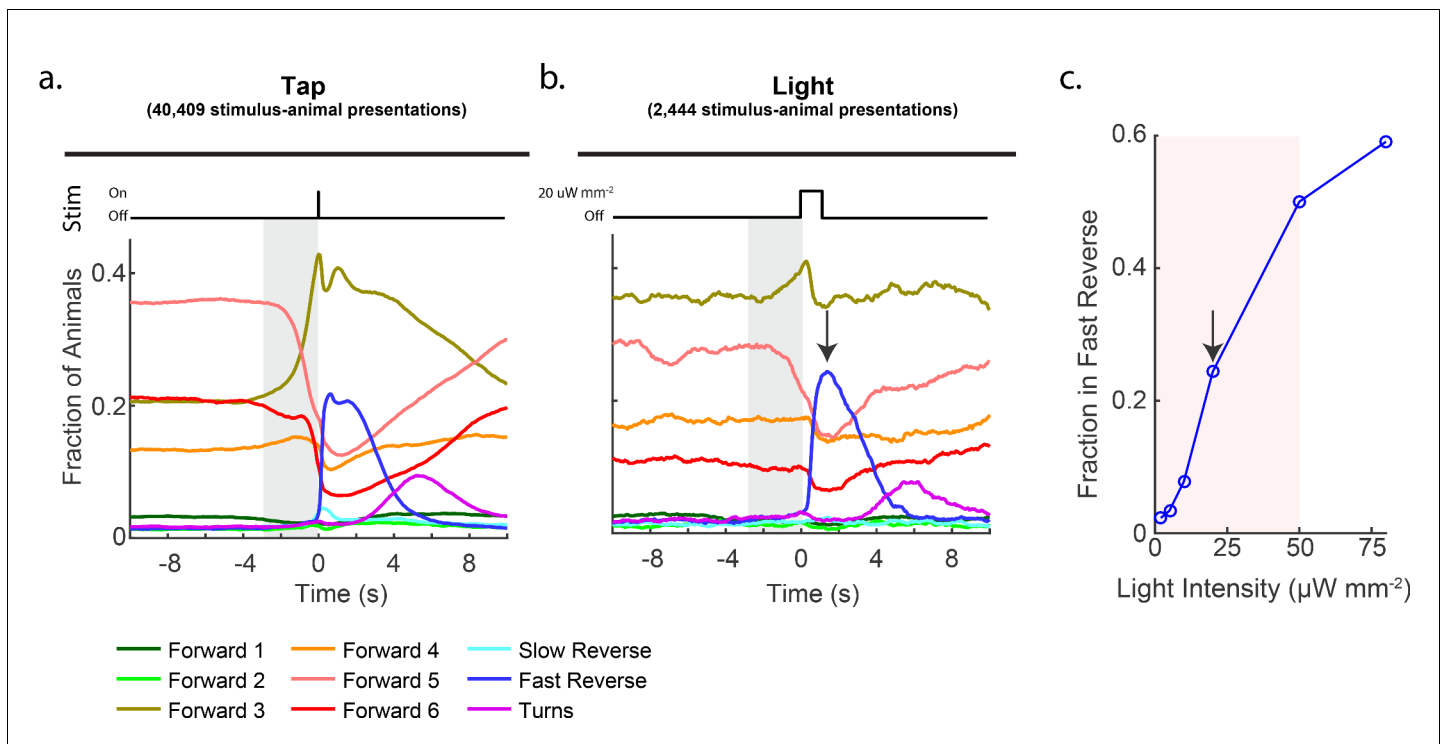 a.
Tap
(40,409 stimulus-animal presentations)
Stim
On
Off
Fraction of Animals
0.4
0.2
0
-8 -4 0 4 8
Time (s)
b.
Light
(2,444 stimulus-animal presentations)
20 uW mm-2
Off
-8 -4 0 4 8
Time (s)
c.
Fraction in Fast Reverse
0.6
0.4
0.2
0
0 25 50 75
Light Intensity (µW mm-2)
Forward 1 Forward 4 Slow Reverse
Forward 2 Forward 5 Fast Reverse
Forward 3 Forward 6 Turns